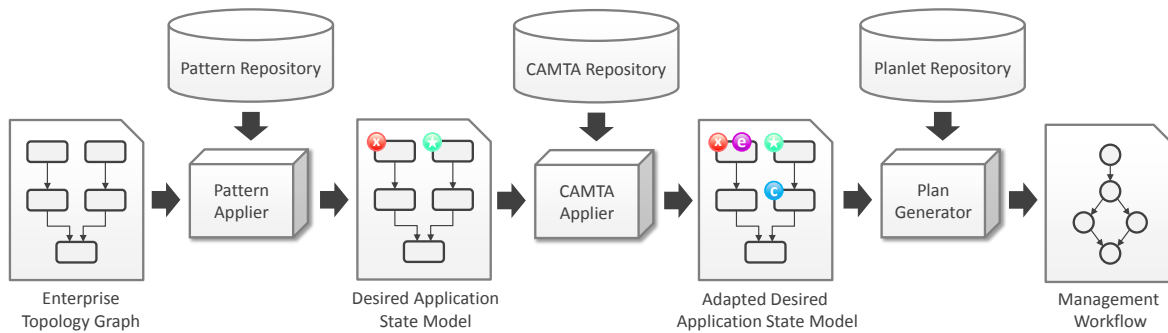 Pattern Repository
CAMTA Repository
Planlet Repository
x
★
x
e
★
c
Pattern
Applier
CAMTA
Applier
Plan
Generator
Enterprise
Topology Graph
Desired Application
State Model
Adapted Desired
Application State Model
Management
Workflow